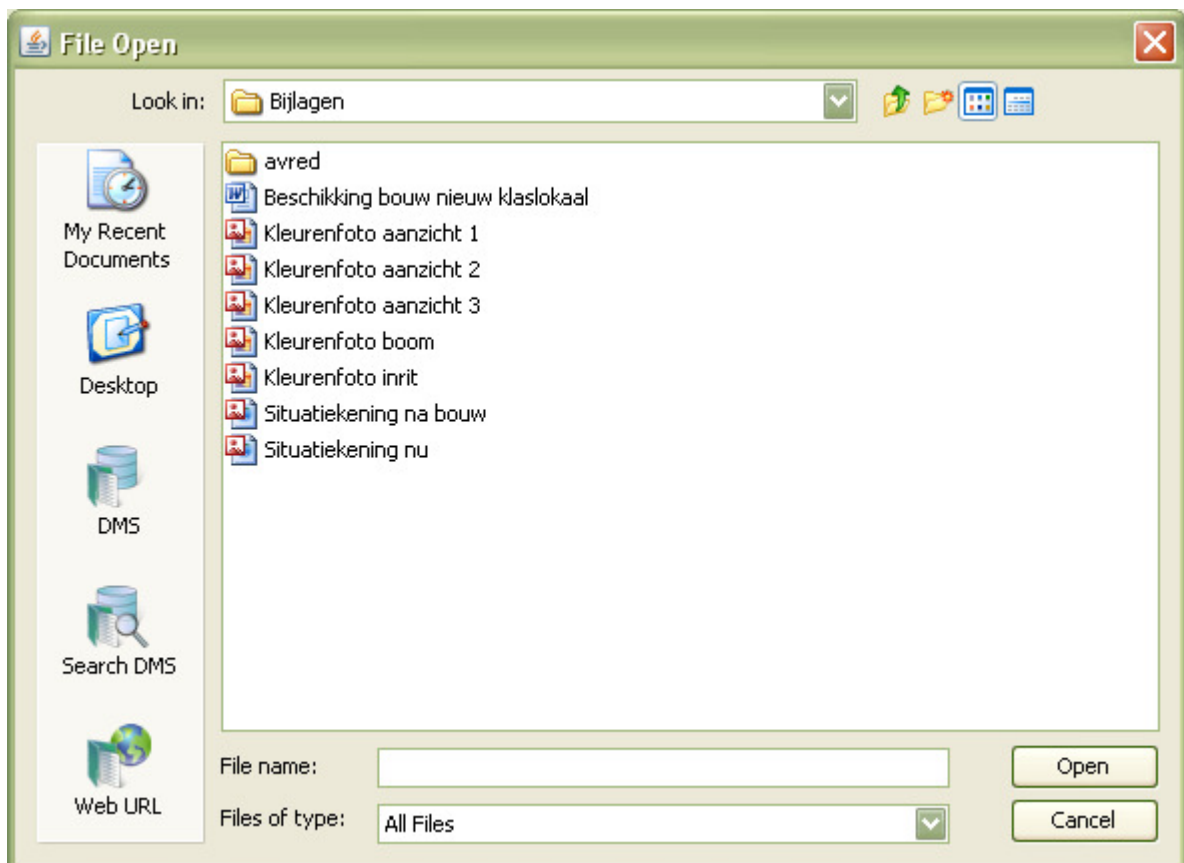 File Open
Look in:
Bijlagen
My Recent
Documents
Desktop
DMS
Search DMS
Web URL
avred
Beschikking bouw nieuw klaslokaal
Kleurenfoto aanzicht 1
Kleurenfoto aanzicht 2
Kleurenfoto aanzicht 3
Kleurenfoto boom
Kleurenfoto inrit
Situatiekening na bouw
Situatiekening nu
File name:
Open
Files of type:
All Files
Cancel